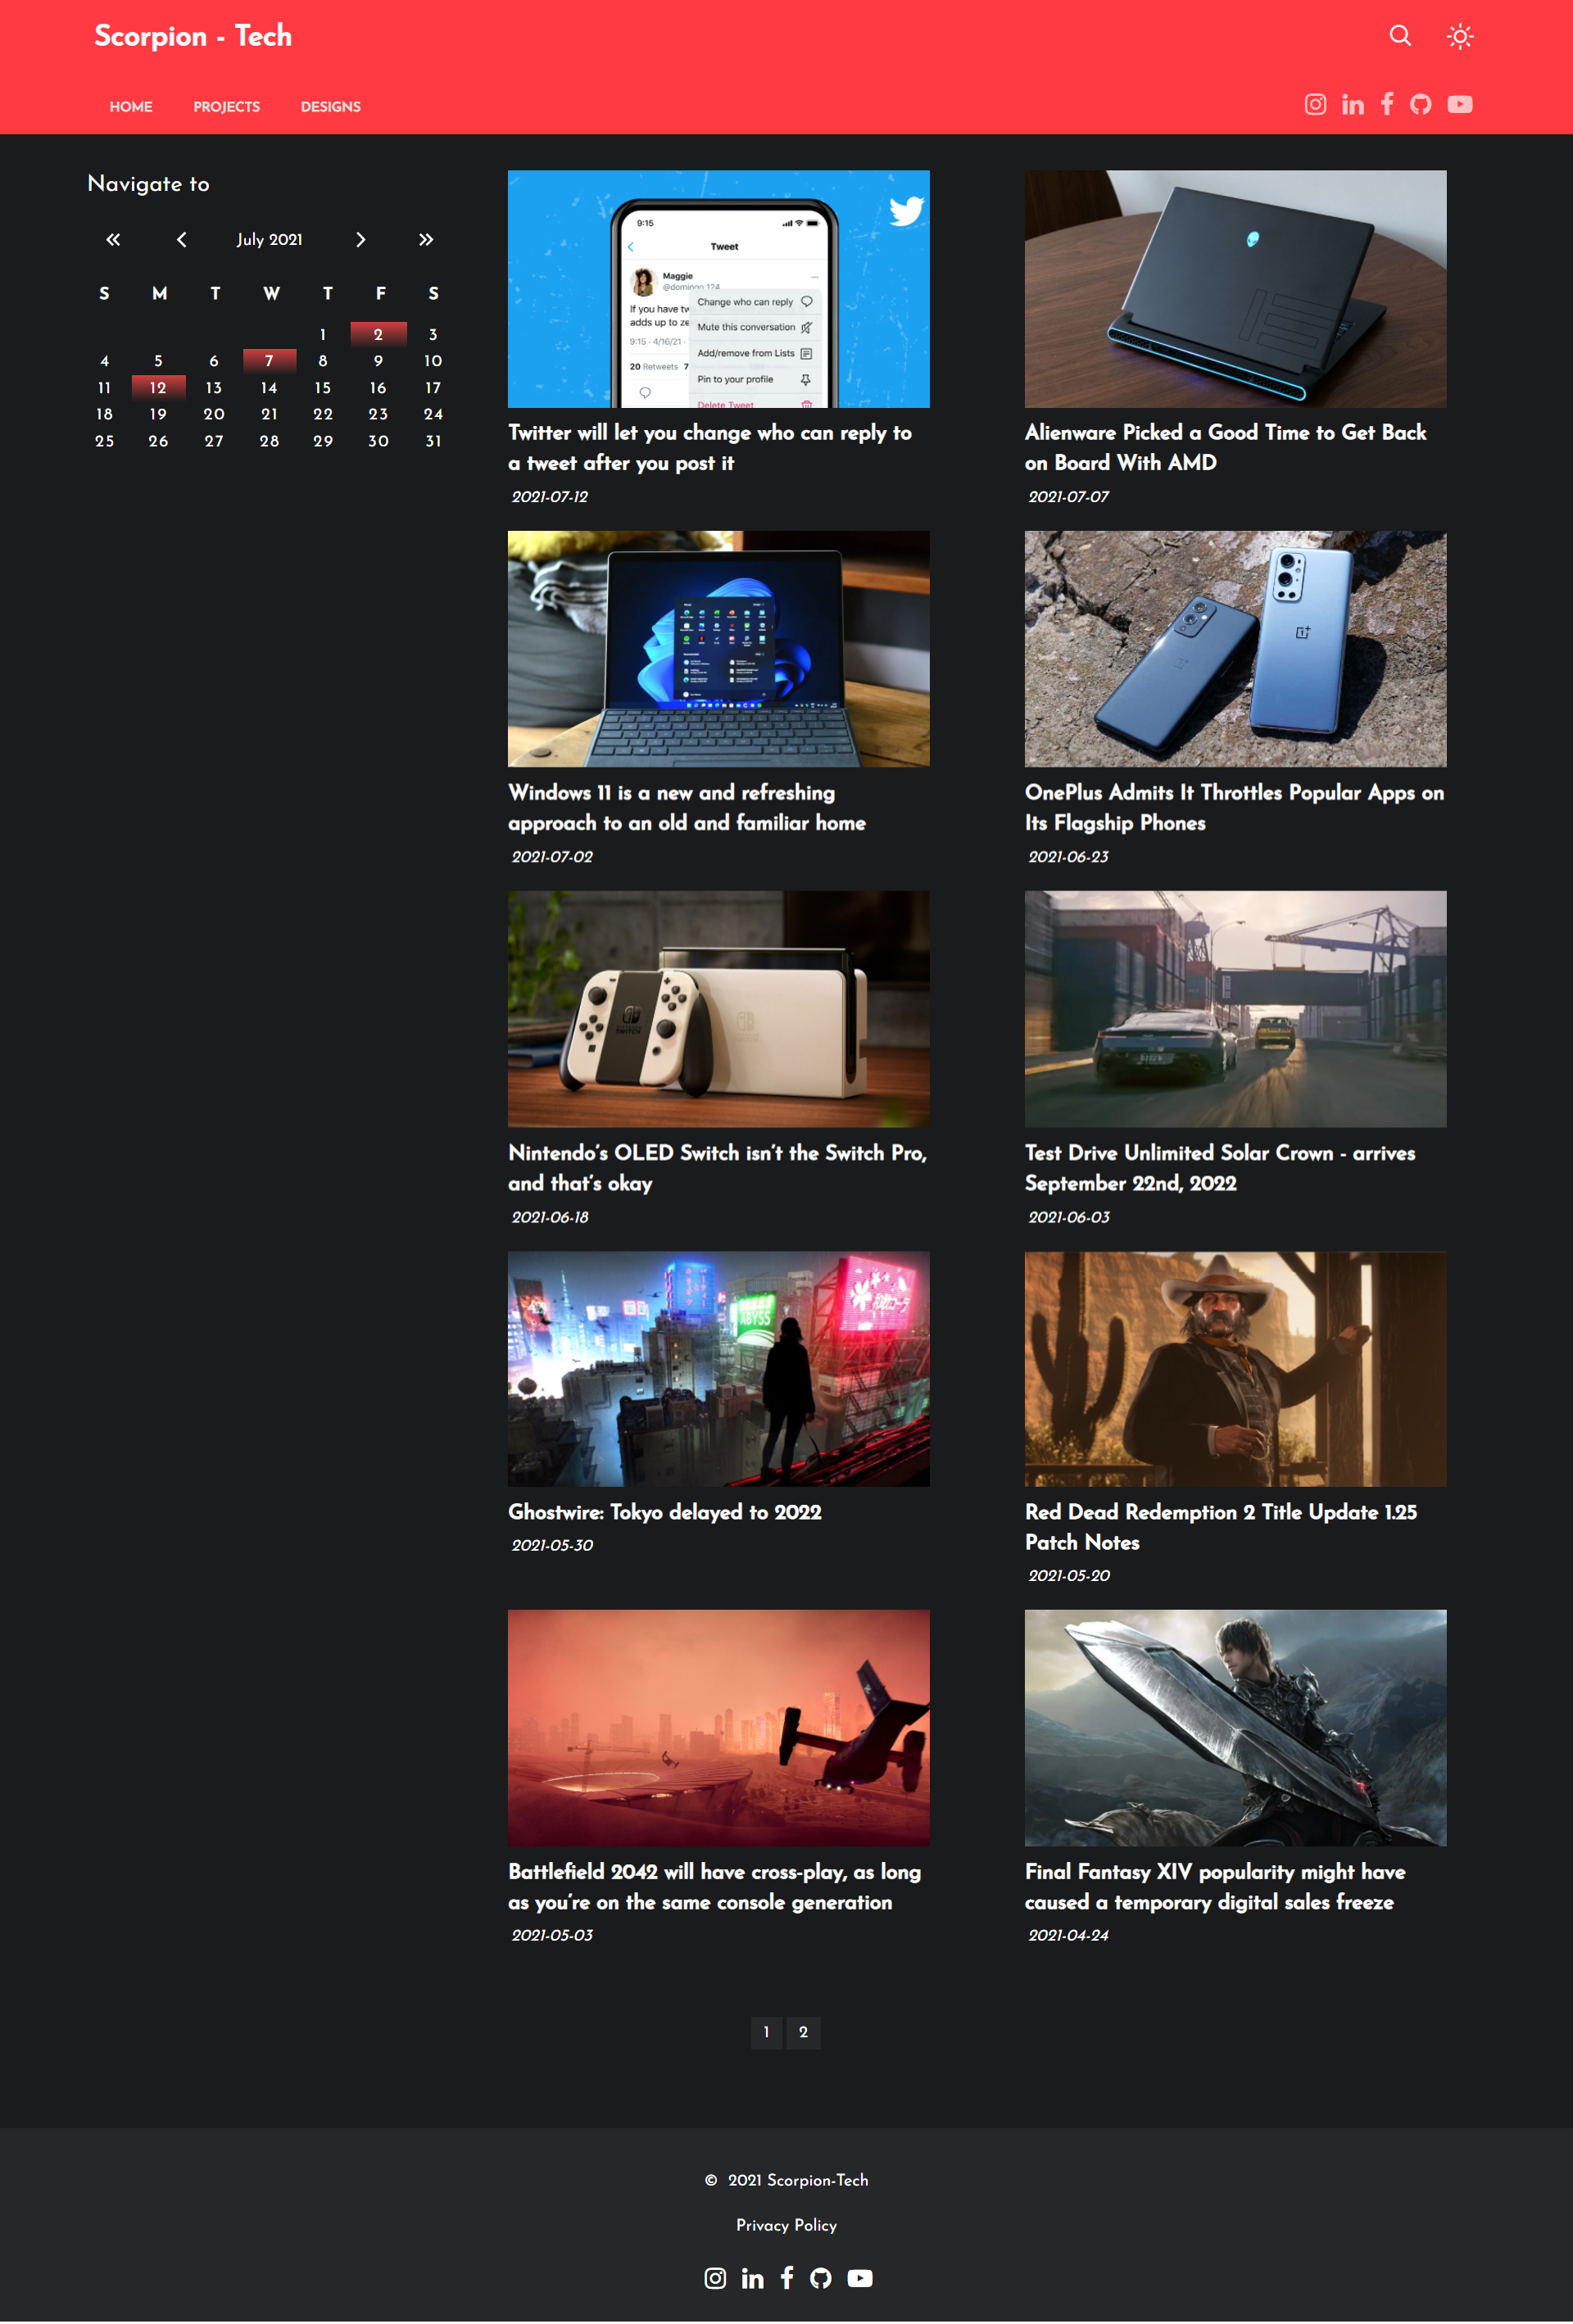 Scorpion - Tech
HOME PROJECTS DESIGNS
Navigate to
July 2021
S M T W T F S
1 2 3
4 5 6 7 8 9 10
11 12 13 14 15 16 17
18 19 20 21 22 23 24
25 26 27 28 29 30 31
9:15
Tweet
Maggie
@domingo_124
If you have tw
adds up to ze
9:15 · 4/16/21 ·
20 Retweets 7
Change who can reply
Mute this conversation
Add/remove from Lists
Pin to your profile
Delete Tweet
Twitter will let you change who can reply to
a tweet after you post it
2021-07-12
Alienware Picked a Good Time to Get Back
on Board With AMD
2021-07-07
Windows 11 is a new and refreshing
approach to an old and familiar home
2021-07-02
OnePlus Admits It Throttles Popular Apps on
Its Flagship Phones
2021-06-23
SWITCH
Nintendo’s OLED Switch isn’t the Switch Pro,
and that’s okay
2021-06-18
Test Drive Unlimited Solar Crown - arrives
September 22nd, 2022
2021-06-03
ABYSS
Ghostwire: Tokyo delayed to 2022
2021-05-30
Red Dead Redemption 2 Title Update 1.25
Patch Notes
2021-05-20
Battlefield 2042 will have cross-play, as long
as you’re on the same console generation
2021-05-03
Final Fantasy XIV popularity might have
caused a temporary digital sales freeze
2021-04-24
1 2
© 2021 Scorpion-Tech
Privacy Policy